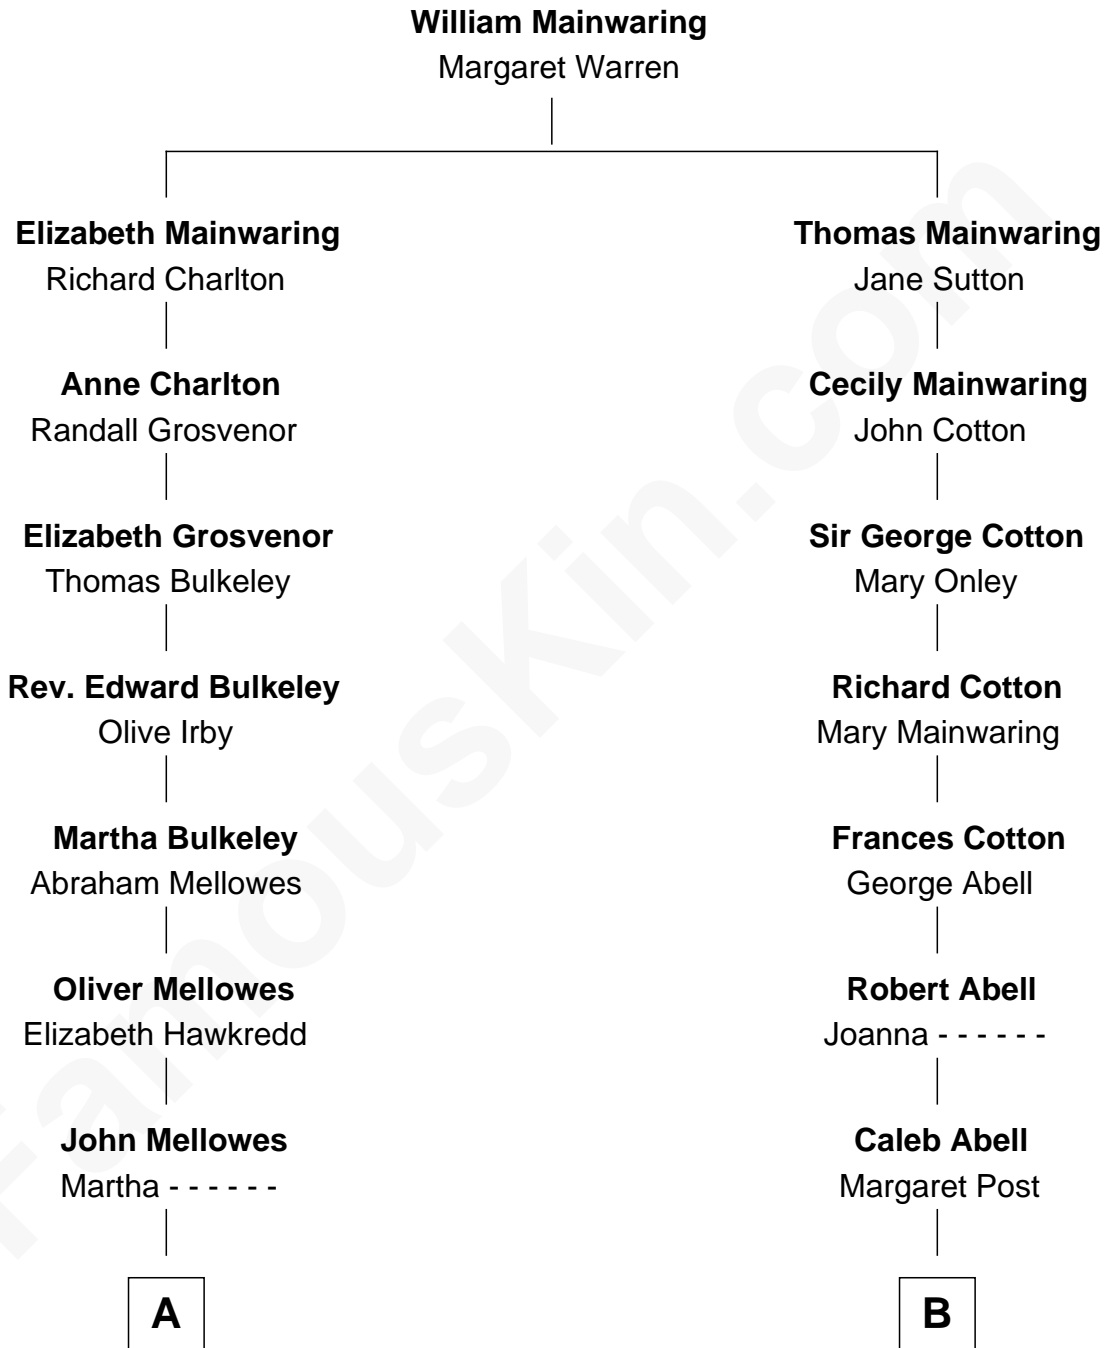 William Mainwaring
Margaret Warren
Elizabeth Mainwaring
Richard Charlton
Thomas Mainwaring
Jane Sutton
Anne Charlton
Randall Grosvenor
Cecily Mainwaring
John Cotton
Elizabeth Grosvenor
Thomas Bulkeley
Sir George Cotton
Mary Onley
Rev. Edward Bulkeley
Olive Irby
Richard Cotton
Mary Mainwaring
Martha Bulkeley
Abraham Mellowes
Frances Cotton
George Abell
Oliver Mellowes
Elizabeth Hawkredd
Robert Abell
Joanna - - - - - -
John Mellowes
Martha - - - - - -
Caleb Abell
Margaret Post
A
B
FamousKin.com